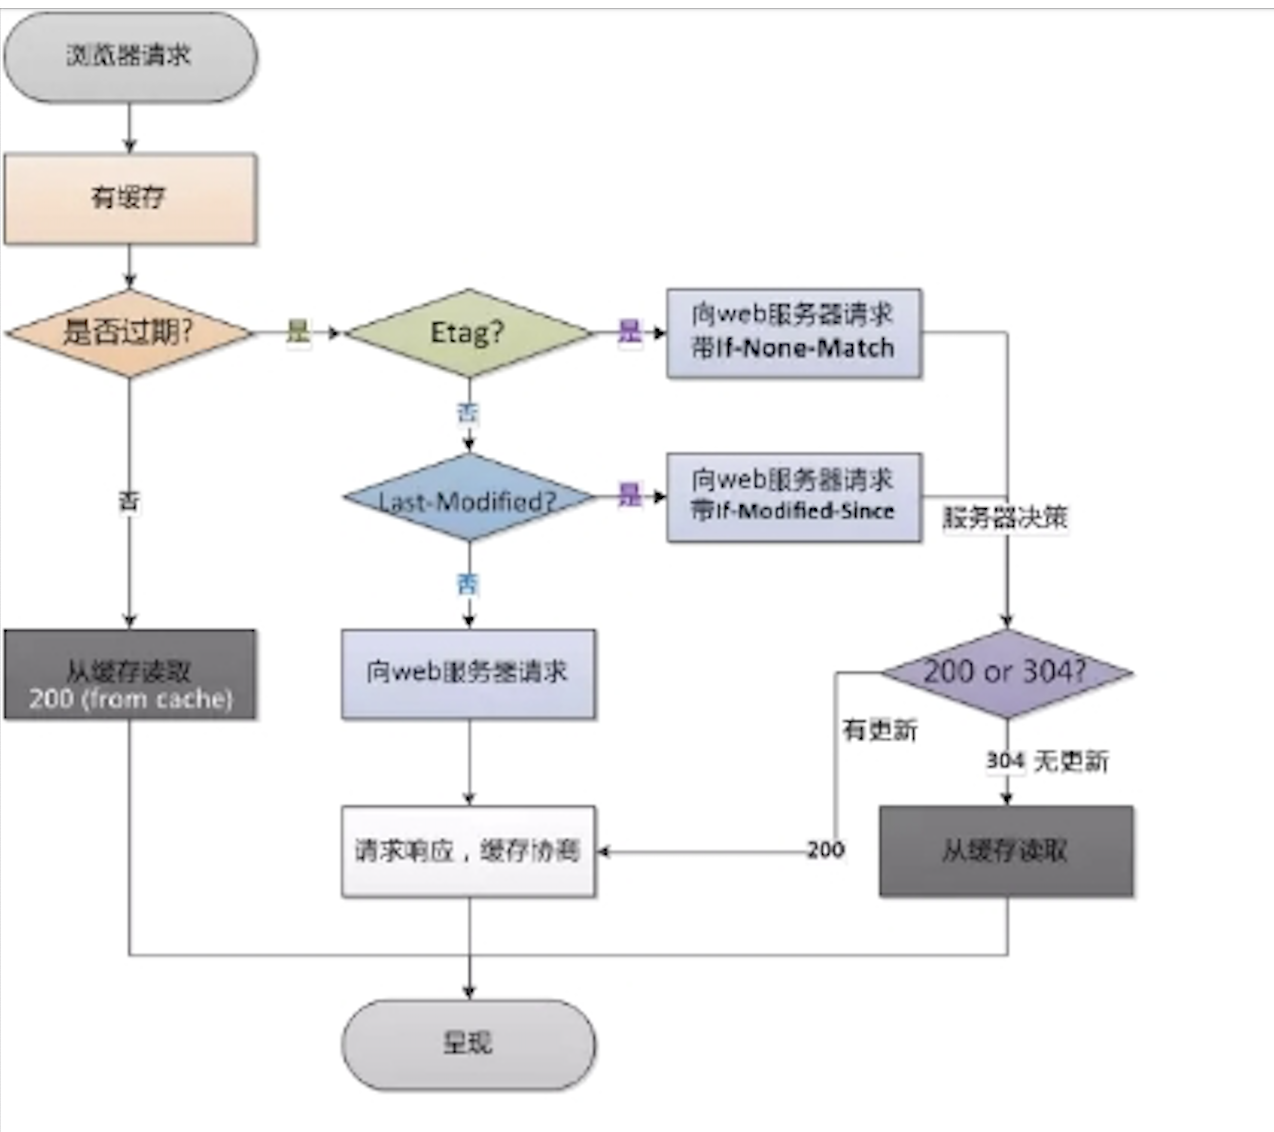 浏览器请求
有缓存
是否过期?
是
Etag?
是
向web服务器请求
带If-None-Match
否
否
Last-Modified?
是
向web服务器请求
带If-Modified-Since
服务器决策
否
从缓存读取
200 (from cache)
向web服务器请求
200 or 304?
有更新
304 无更新
请求响应，缓存协商
200
从缓存读取
呈现